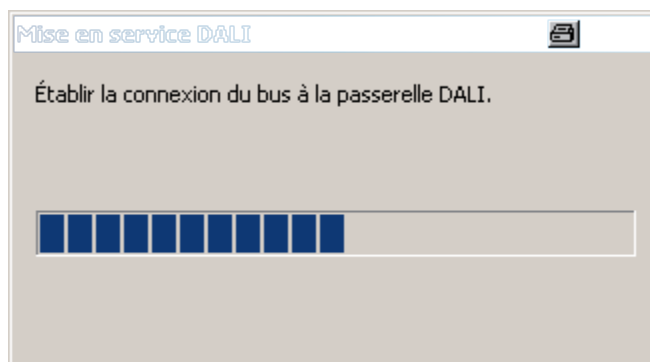 Mise en service DALI
Établir la connexion du bus à la passerelle DALI.